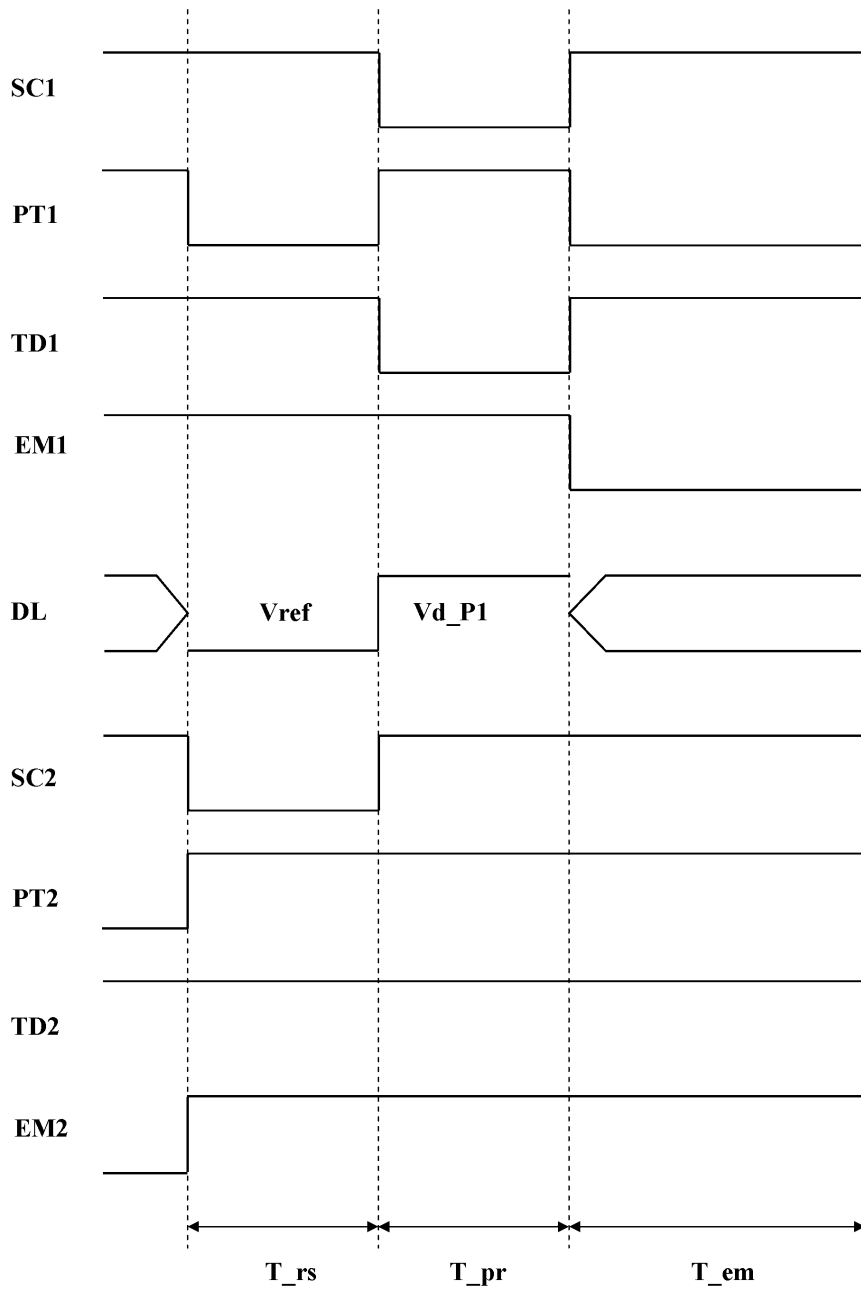 SC1
PT1
TD1
EM1
DL Vref Vd_P1
SC2
PT2
TD2
EM2
T_rs T_pr T_em